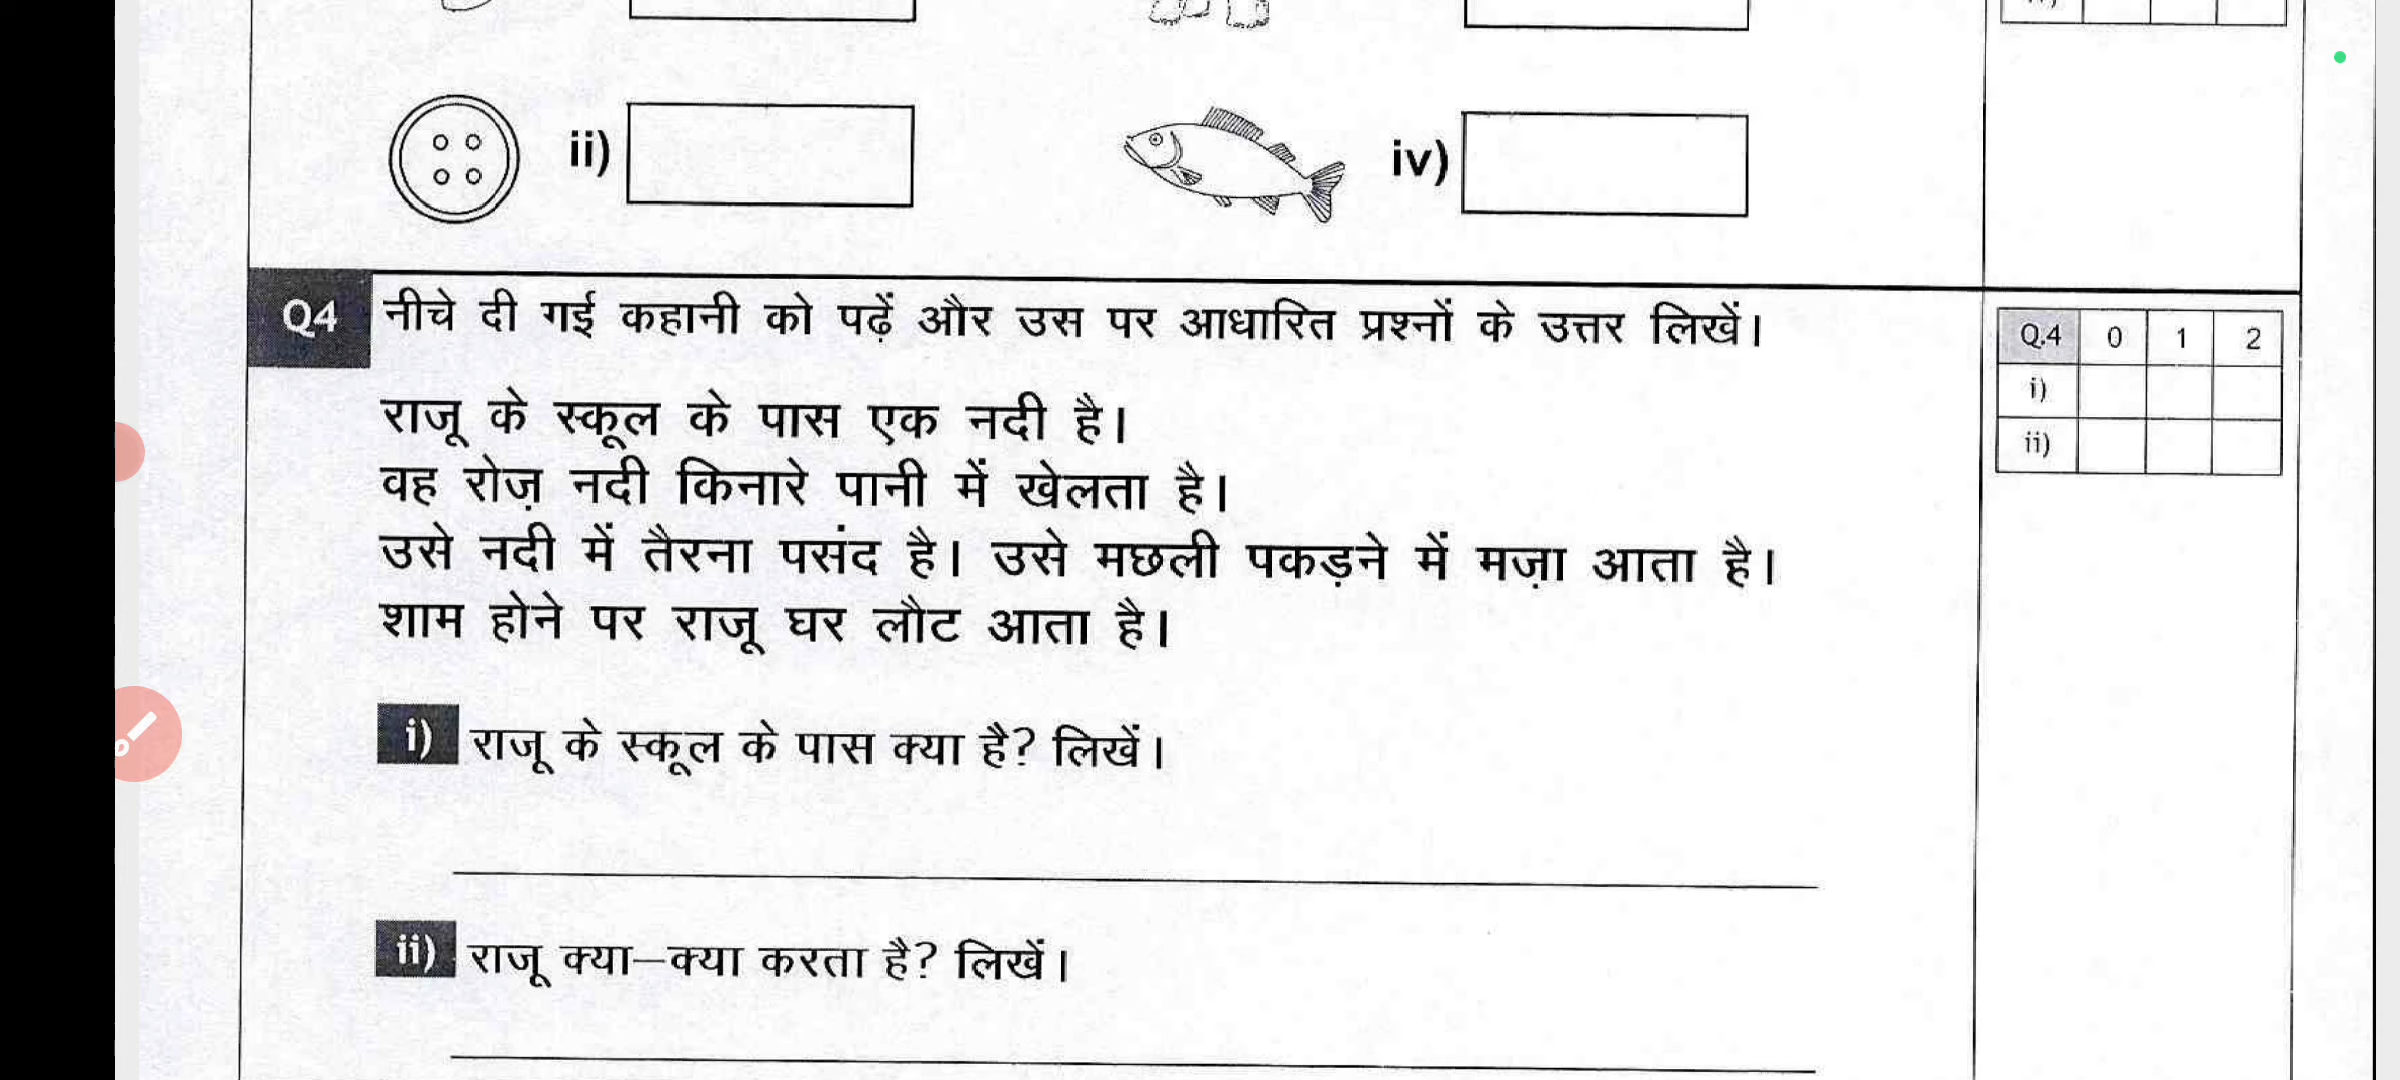 ii)
iv)
Q4 नीचे दी गई कहानी को पढ़ें और उस पर आधारित प्रश्नों के उत्तर लिखें।
Q.4 0 1 2
i)
ii)
राजू के स्कूल के पास एक नदी है।
वह रोज़ नदी किनारे पानी में खेलता है।
उसे नदी में तैरना पसंद है। उसे मछली पकड़ने में मज़ा आता है।
शाम होने पर राजू घर लौट आता है।
i) राजू के स्कूल के पास क्या है? लिखें।
ii) राजू क्या–क्या करता है? लिखें।